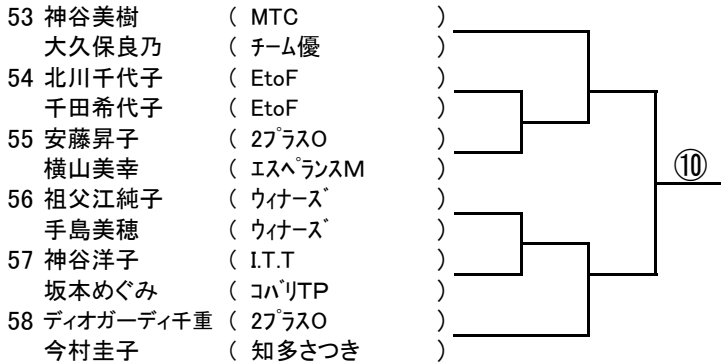 53 神谷美樹 ( MTC )
大久保良乃 ( ﾁｰﾑ優 )
54 北川千代子 ( EtoF )
千田希代子 ( EtoF )
55 安藤昇子 ( 2ﾌﾟﾗｽO )
横山美幸 ( ｴｽﾍﾟﾗﾝｽM )
⑩
56 祖父江純子 ( ｳｨﾅｰｽﾞ )
手島美穂 ( ｳｨﾅｰｽﾞ )
57 神谷洋子 ( I.T.T )
坂本めぐみ ( ｺﾊﾞﾘTP )
58 ディオガーディ千重 ( 2ﾌﾟﾗｽO )
今村圭子 ( 知多さつき )